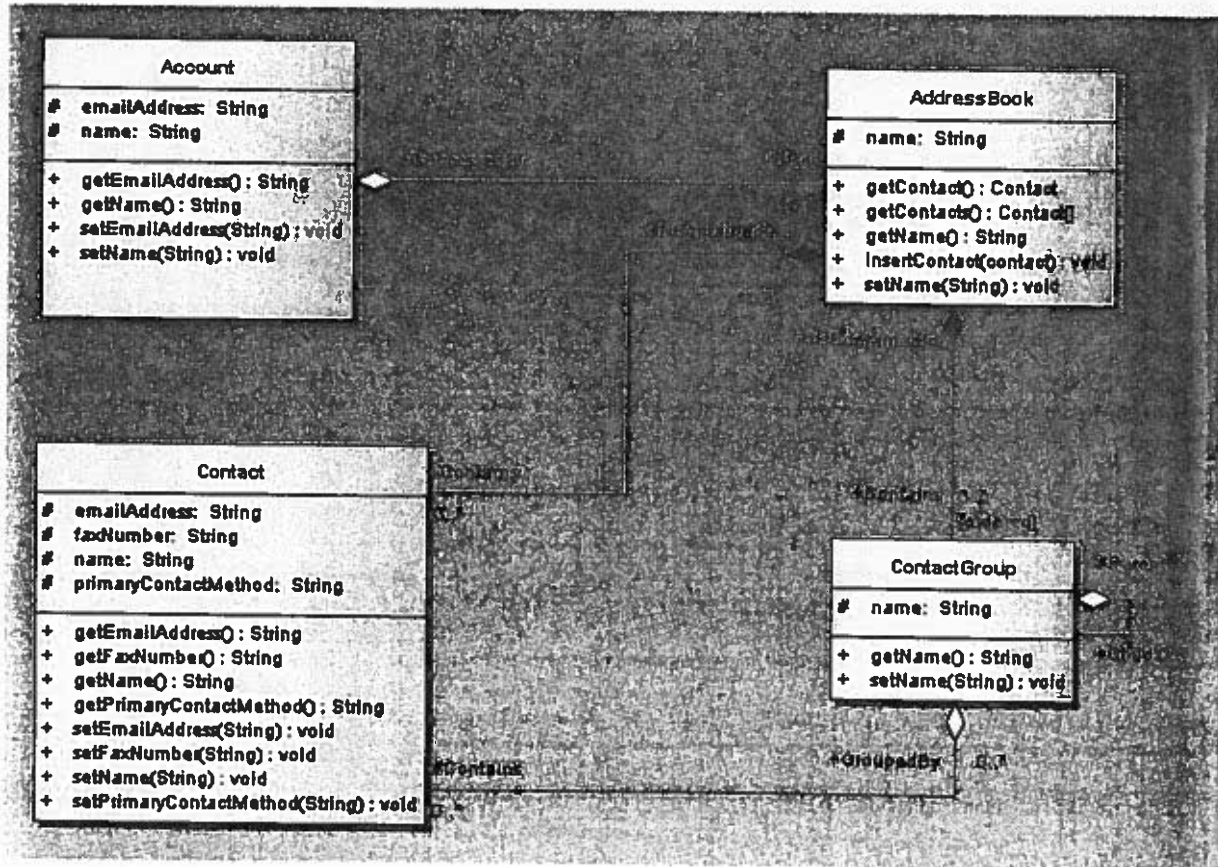 Account
# emailAddress: String
# name: String
+ getEmailAddress() : String
+ getName() : String
+ setEmailAddress(String) : void
+ setName(String) : void
AddressBook
# name: String
+ getContact() : Contact
+ getContacts() : Contact[]
+ getName() : String
+ insertContact(contact) : void
+ setName(String) : void
Contact
# emailAddress: String
# faxNumber: String
# name: String
# primaryContactMethod: String
+ getEmailAddress() : String
+ getFaxNumber() : String
+ getName() : String
+ getPrimaryContactMethod() : String
+ setEmailAddress(String) : void
+ setFaxNumber(String) : void
+ setName(String) : void
+ setPrimaryContactMethod(String) : void
+Contains
ContactGroup
# name: String
+ getName() : String
+ setName(String) : void
+GroupedBy 0..*
+Contains
0..*